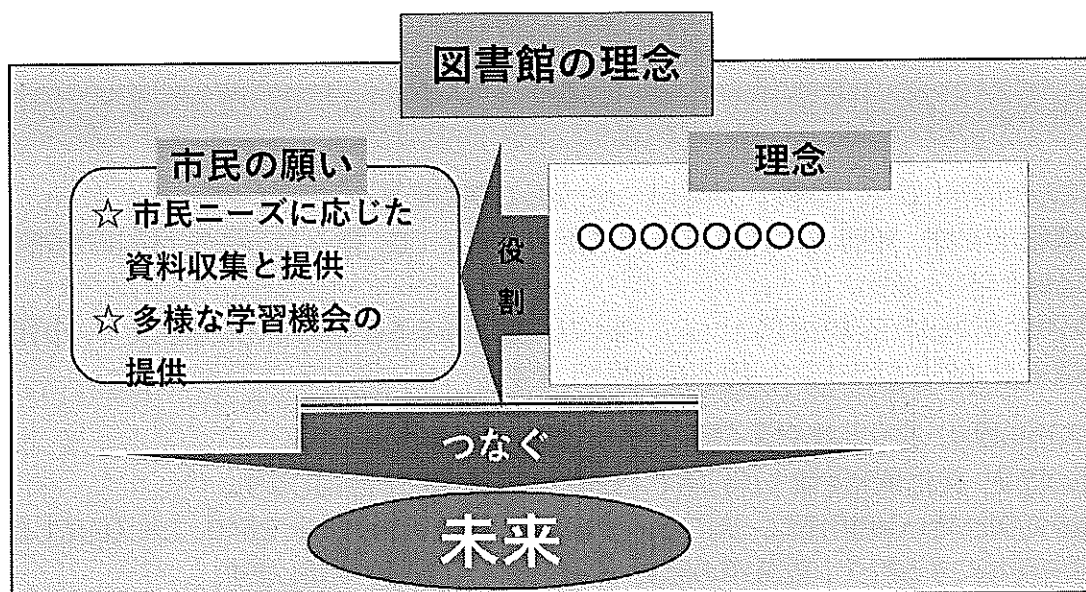 図書館の理念
市民の願い
☆ 市民ニーズに応じた
資料収集と提供
☆ 多様な学習機会の
提供
役
割
理念
○○○○○○○○
つなぐ
未来